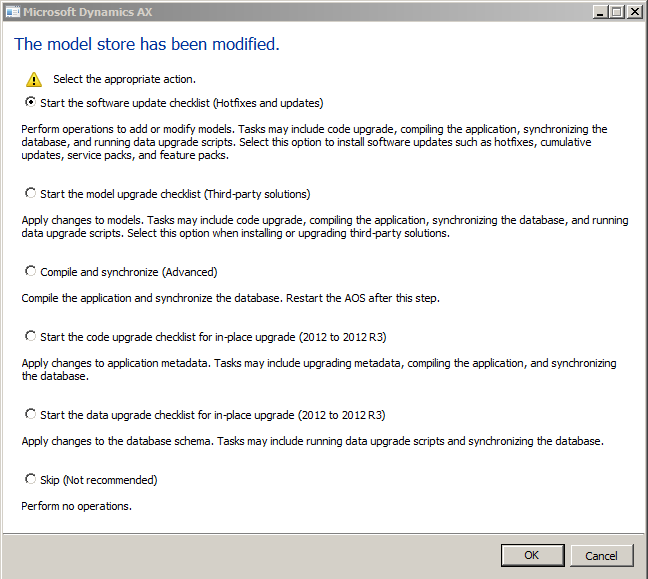 Microsoft Dynamics AX
The model store has been modified.
Select the appropriate action.
Start the software update checklist (Hotfixes and updates)
Perform operations to add or modify models. Tasks may include code upgrade, compiling the application, synchronizing the
database, and running data upgrade scripts. Select this option to install software updates such as hotfixes, cumulative
updates, service packs, and feature packs.
Start the model upgrade checklist (Third-party solutions)
Apply changes to models. Tasks may include code upgrade, compiling the application, synchronizing the database, and running
data upgrade scripts. Select this option when installing or upgrading third-party solutions.
Compile and synchronize (Advanced)
Compile the application and synchronize the database. Restart the AOS after this step.
Start the code upgrade checklist for in-place upgrade (2012 to 2012 R3)
Apply changes to application metadata. Tasks may include upgrading metadata, compiling the application, and synchronizing
the database.
Start the data upgrade checklist for in-place upgrade (2012 to 2012 R3)
Apply changes to the database schema. Tasks may include running data upgrade scripts and synchronizing the database.
Skip (Not recommended)
Perform no operations.
OK
Cancel